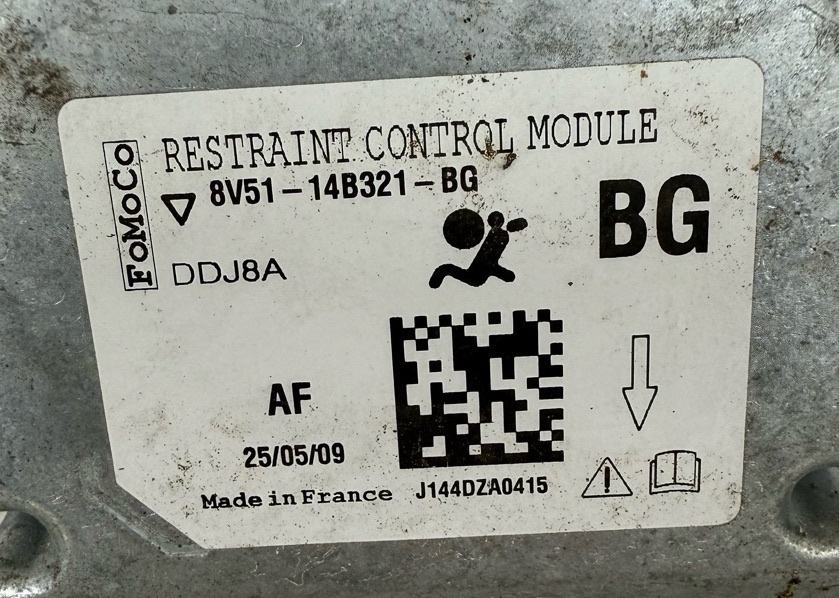 FoMoCo
RESTRAINT CONTROL MODULE
8V51-14B321-BG
BG
DDJ8A
AF
25/05/09
Made in France
J144DZA0415